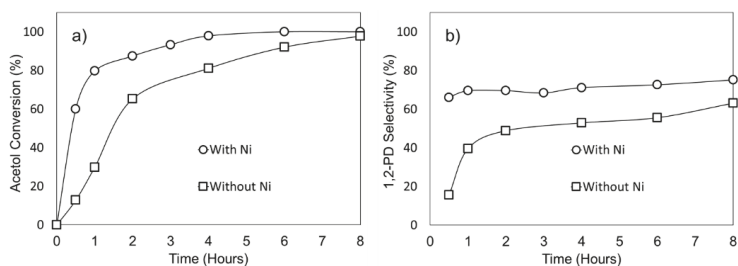 a)
Acetol Conversion (%)
100
80
60
40
20
0
With Ni
Without Ni
0 1 2 3 4 5 6 7 8
Time (Hours)
b)
1,2-PD Selectivity (%)
100
80
60
40
20
0
With Ni
Without Ni
0 1 2 3 4 5 6 7 8
Time (Hours)